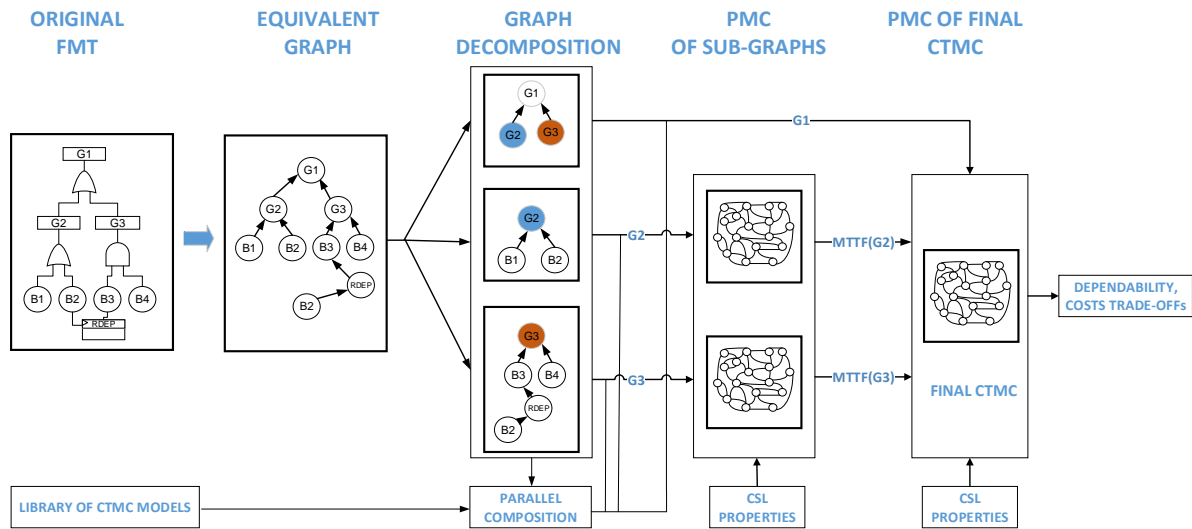 ORIGINAL
FMT
EQUIVALENT
GRAPH
GRAPH
DECOMPOSITION
PMC
OF SUB-GRAPHS
PMC OF FINAL
CTMC
G1
G2
G3
B1
B2
B3
B4
RDEP
G1
G2
G3
B1
B2
B3
B4
RDEP
B2
G1
G2
G3
G2
B1
B2
G3
B3
B4
RDEP
B2
G1
G2
G3
MTTF(G2)
MTTF(G3)
FINAL CTMC
DEPENDABILITY,
COSTS TRADE-OFFs
LIBRARY OF CTMC MODELS
PARALLEL
COMPOSITION
CSL
PROPERTIES
CSL
PROPERTIES